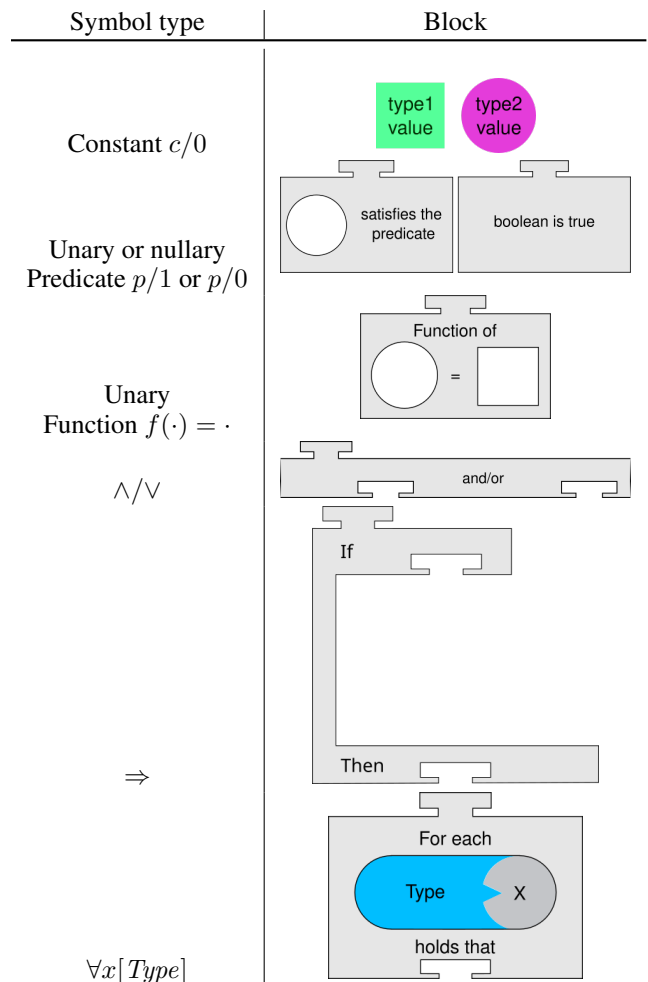 Symbol type
Block
type1
value
type2
value
Constant c/0
satisfies the
predicate
boolean is true
Unary or nullary
Predicate p/1 or p/0
Function of
=
Unary
Function f(·) = ·
and/or
∧/∨
If
Then
⇒
For each
Type
X
holds that
∀x[Type]